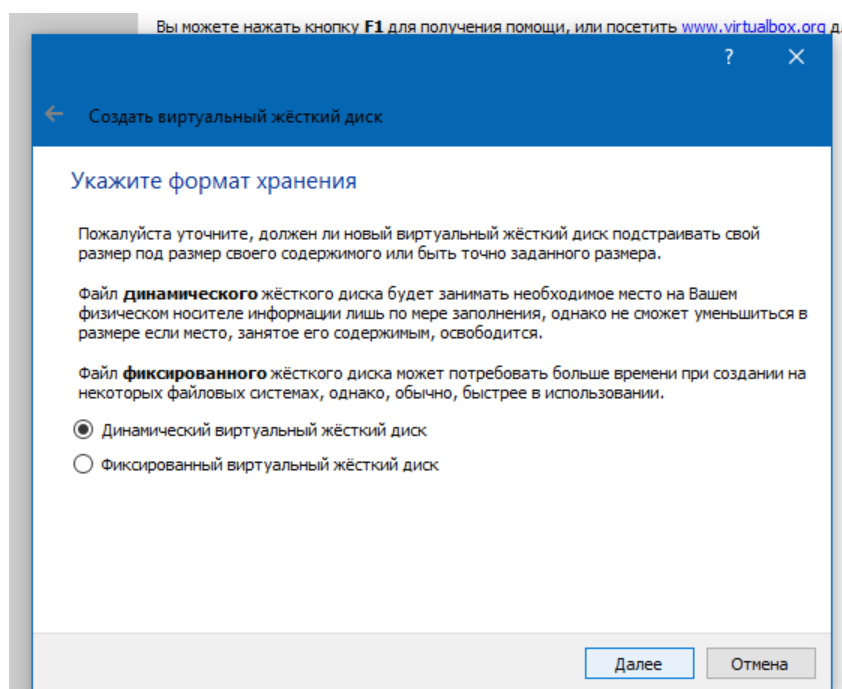 Вы можете нажать кнопку F1 для получения помощи, или посетить www.virtualbox.org д
?
Создать виртуальный жёсткий диск
Укажите формат хранения
Пожалуйста уточните, должен ли новый виртуальный жёсткий диск подстраивать свой
размер под размер своего содержимого или быть точно заданного размера.
Файл динамического жёсткого диска будет занимать необходимое место на Вашем
физическом носителе информации лишь по мере заполнения, однако не сможет уменьшиться в
размере если место, занятое его содержимым, освободится.
Файл фиксированного жёсткого диска может потребовать больше времени при создании на
некоторых файловых системах, однако, обычно, быстрее в использовании.
Динамический виртуальный жёсткий диск
Фиксированный виртуальный жёсткий диск
Далее
Отмена